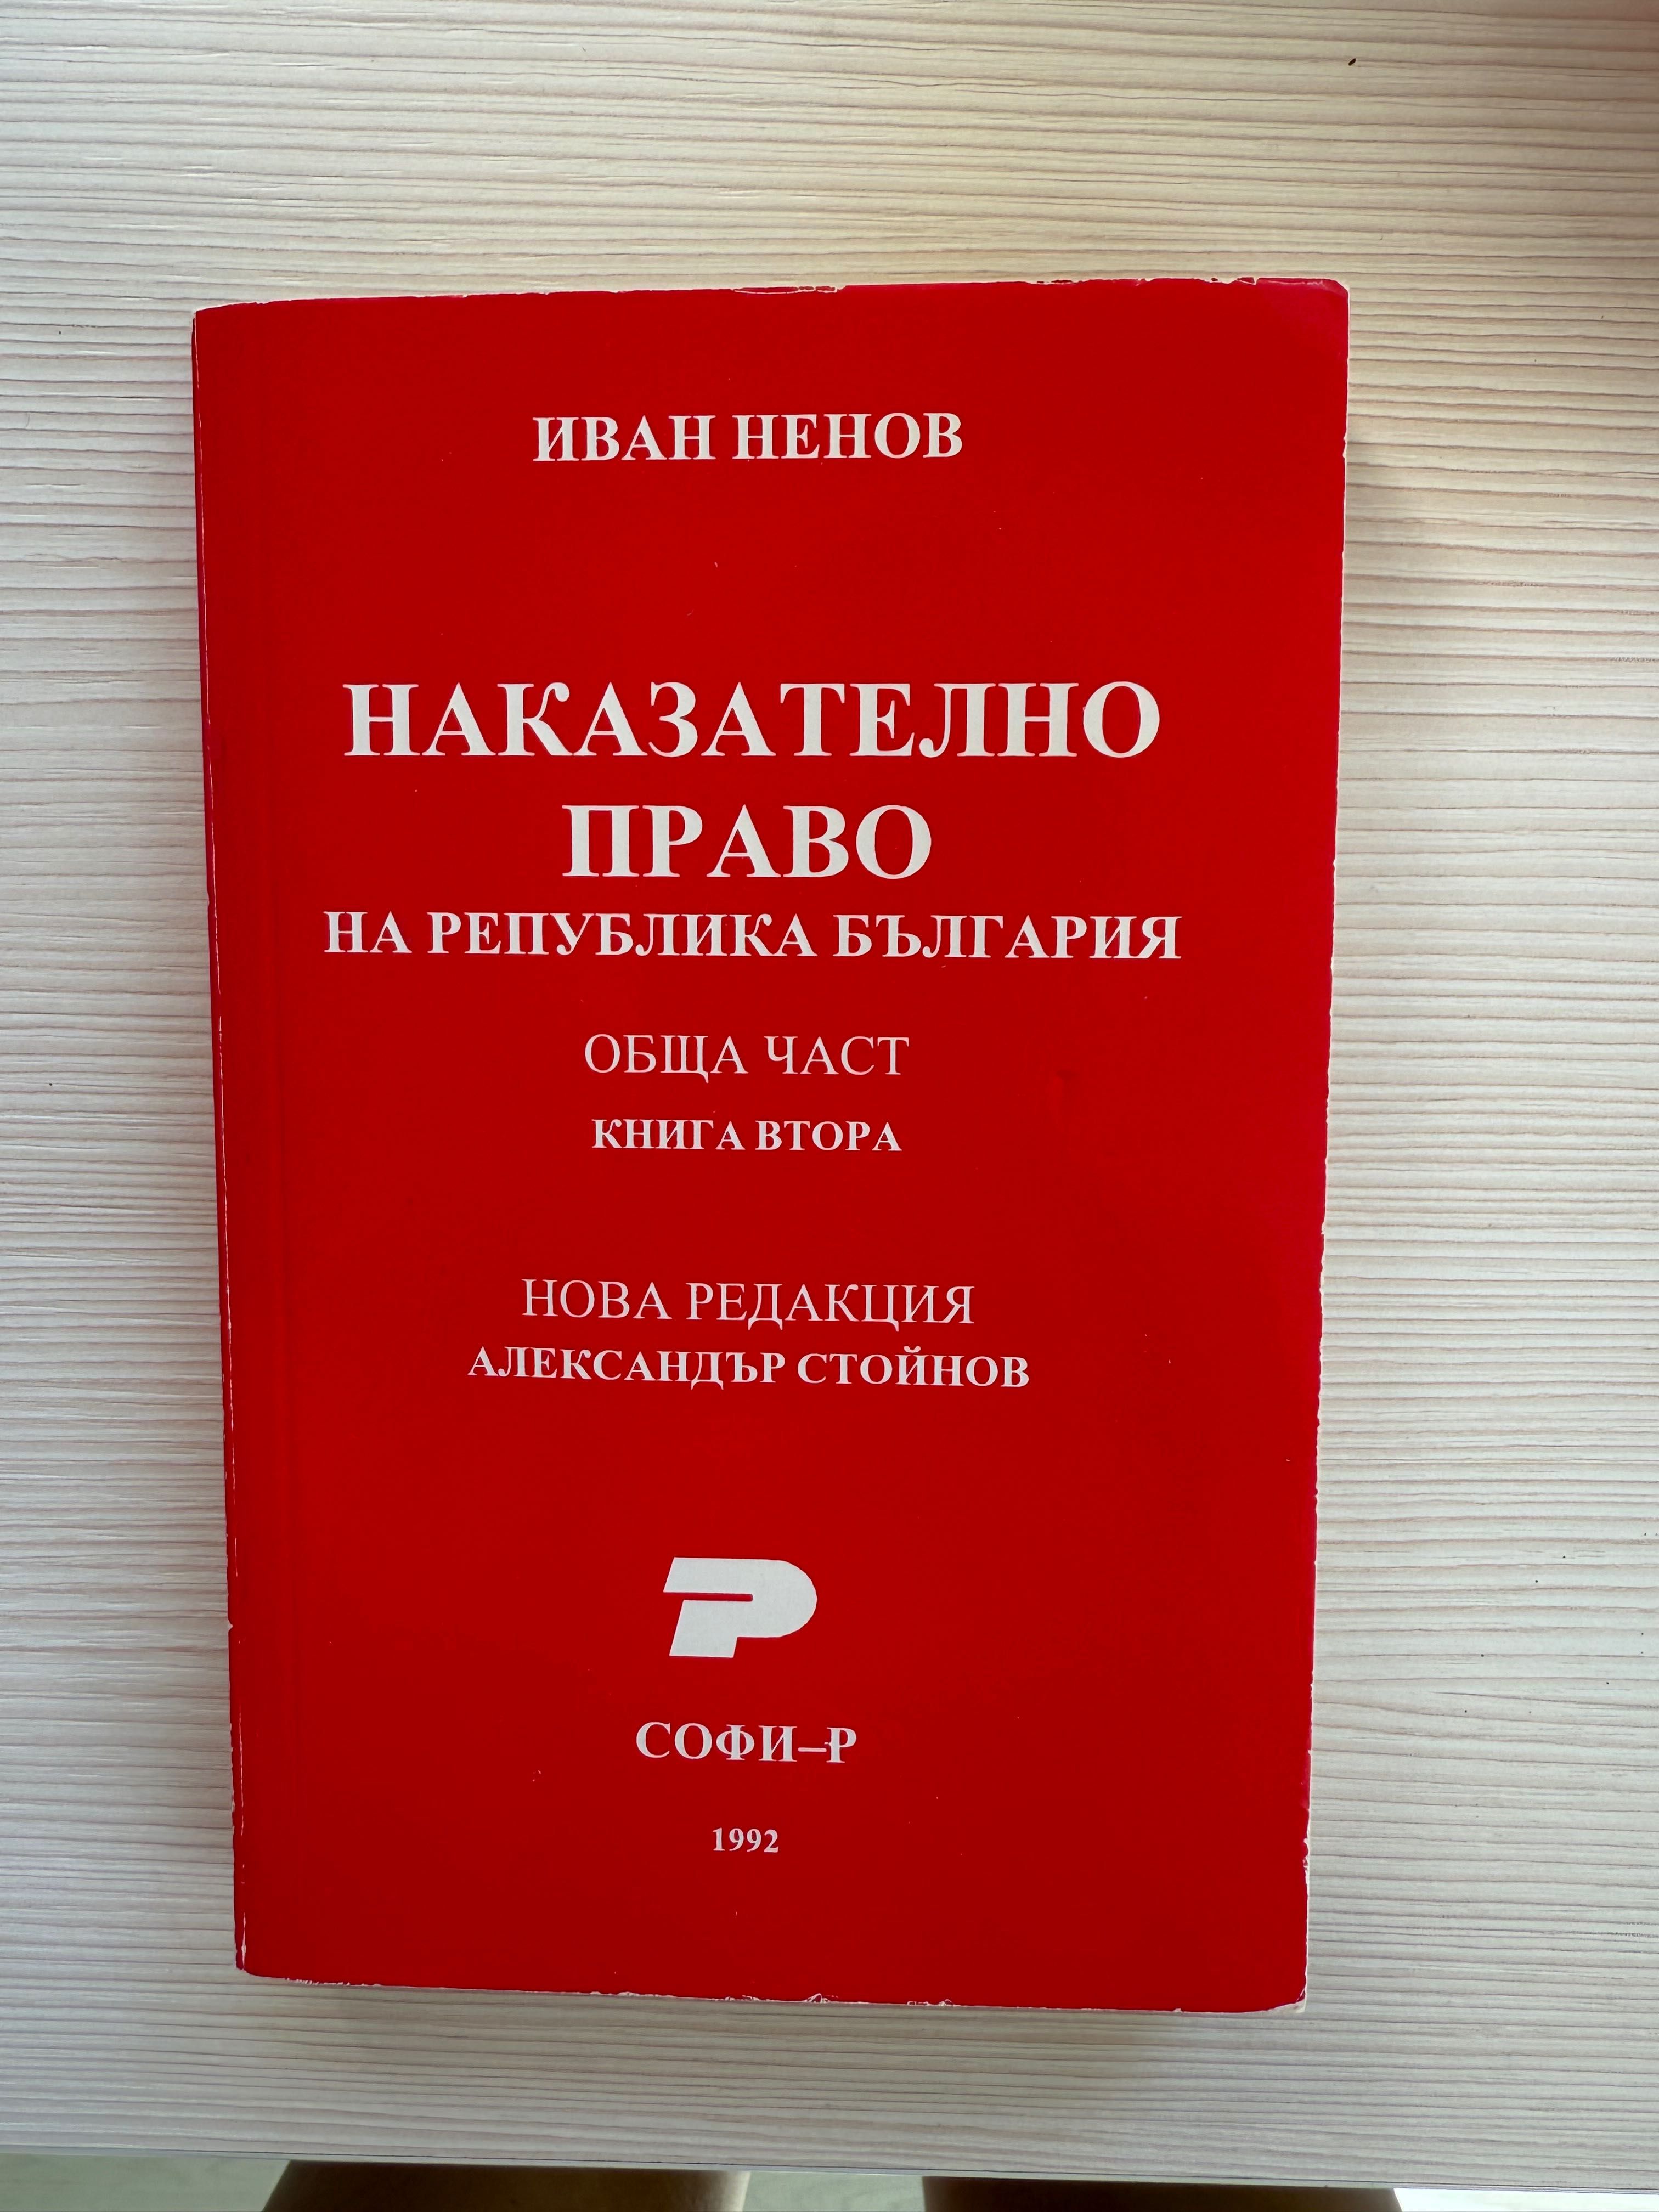 ИВАН НЕНОВ
НАКАЗАТЕЛНО
ПРАВО
НА РЕПУБЛИКА БЪЛГАРИЯ
ОБЩА ЧАСТ
КНИГА ВТОРА
НОВА РЕДАКЦИЯ
АЛЕКСАНДЪР СТОЙНОВ
СОФИ–Р
1992